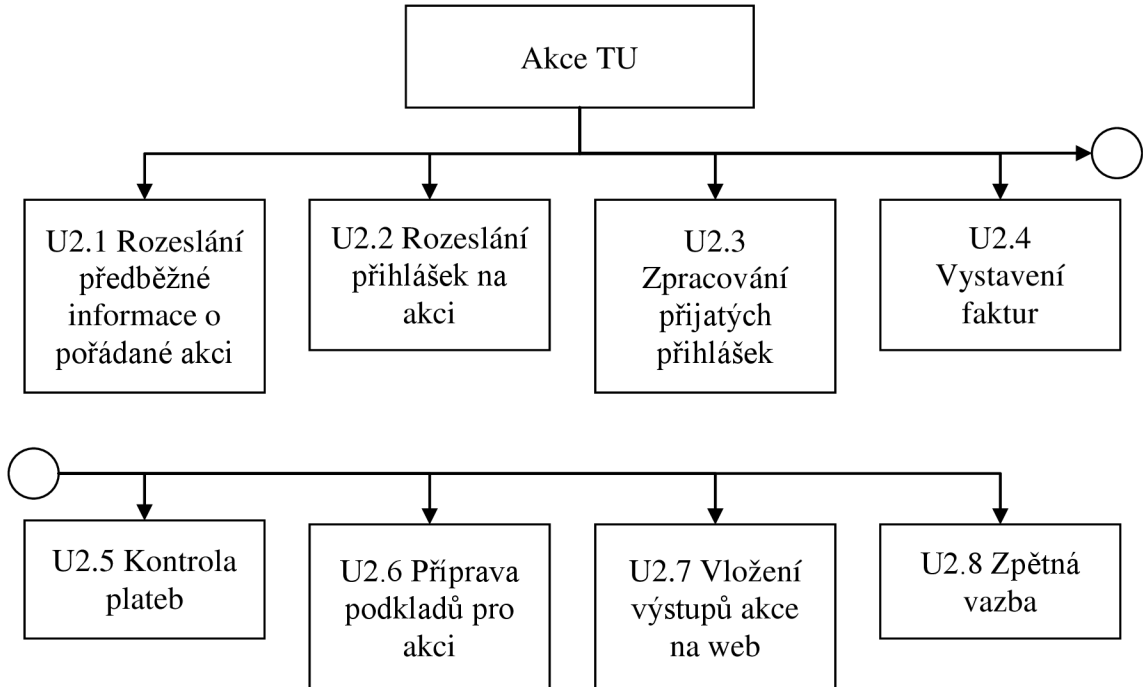 Akce TU
U2.1 Rozeslání
předběžné
informace o
pořádané akci
U2.2 Rozeslání
přihlášek na
akci
U2.3
Zpracování
přijatých
přihlášek
U2.4
Vystavení
faktur
U2.5 Kontrola
plateb
U2.6 Příprava
podkladů pro
akci
U2.7 Vložení
výstupů akce
na web
U2.8 Zpětná
vazba